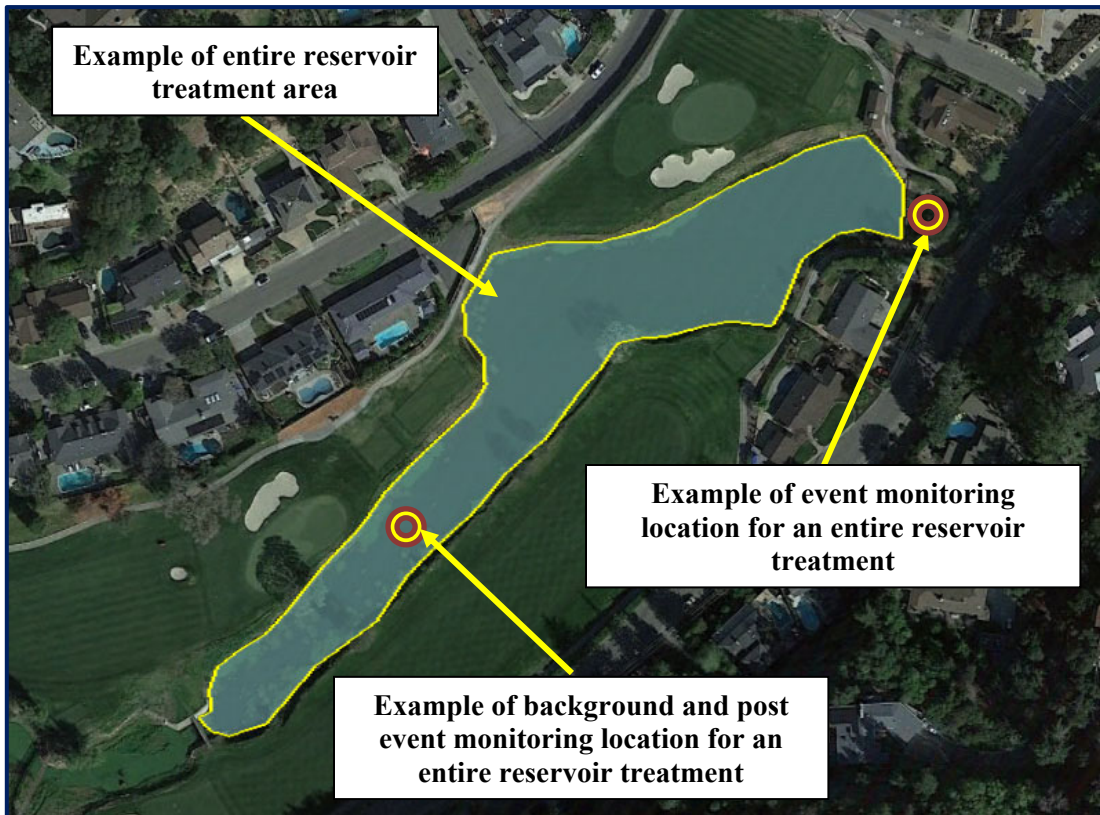 Example of entire reservoir
treatment area
Example of event monitoring
location for an entire reservoir
treatment
Example of background and post
event monitoring location for an
entire reservoir treatment